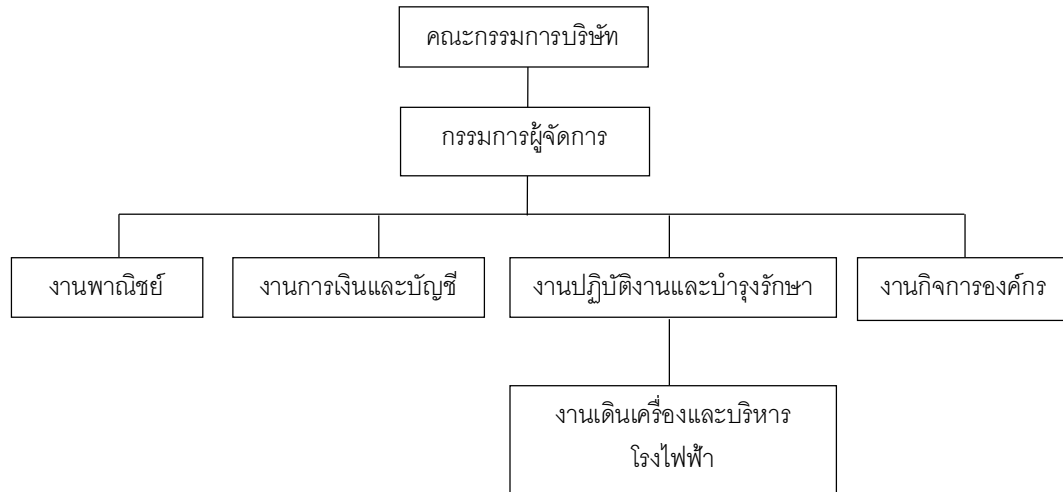 คณะกรรมการบริษัท
กรรมการผู้จัดการ
งานพาณิชย์
งานการเงินและบัญชี
งานปฏิบัติงานและบำรุงรักษา
งานกิจการองค์กร
งานเดินเครื่องและบริหาร
โรงไฟฟ้า